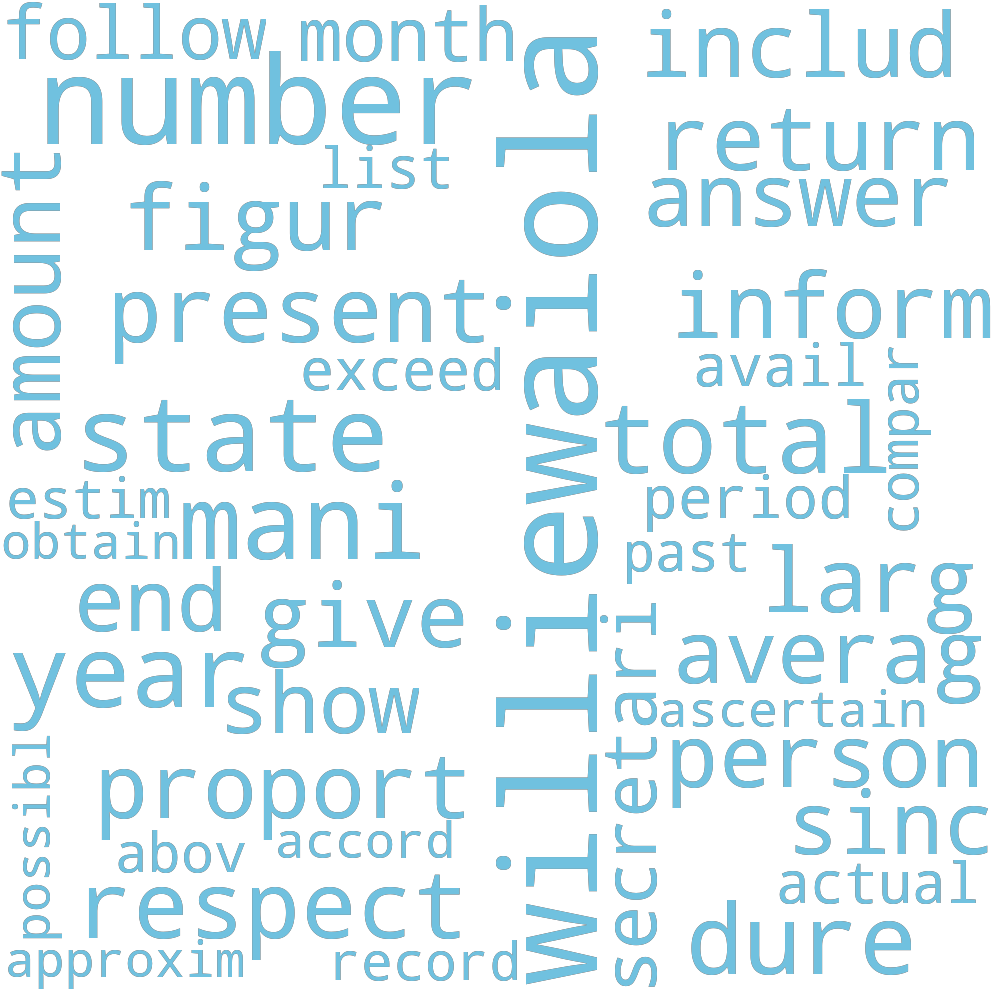 follow month
includ
number
williewaiola
return
list
amount
answer
figur
inform
present
exceed
avail
compar
state
total
estim
mani
period
obtain
past
larg
end
give
averag
year
show
secretari
ascertain
person
possibl
proport
sinc
abov
accord
actual
respect
dure
approxim
record